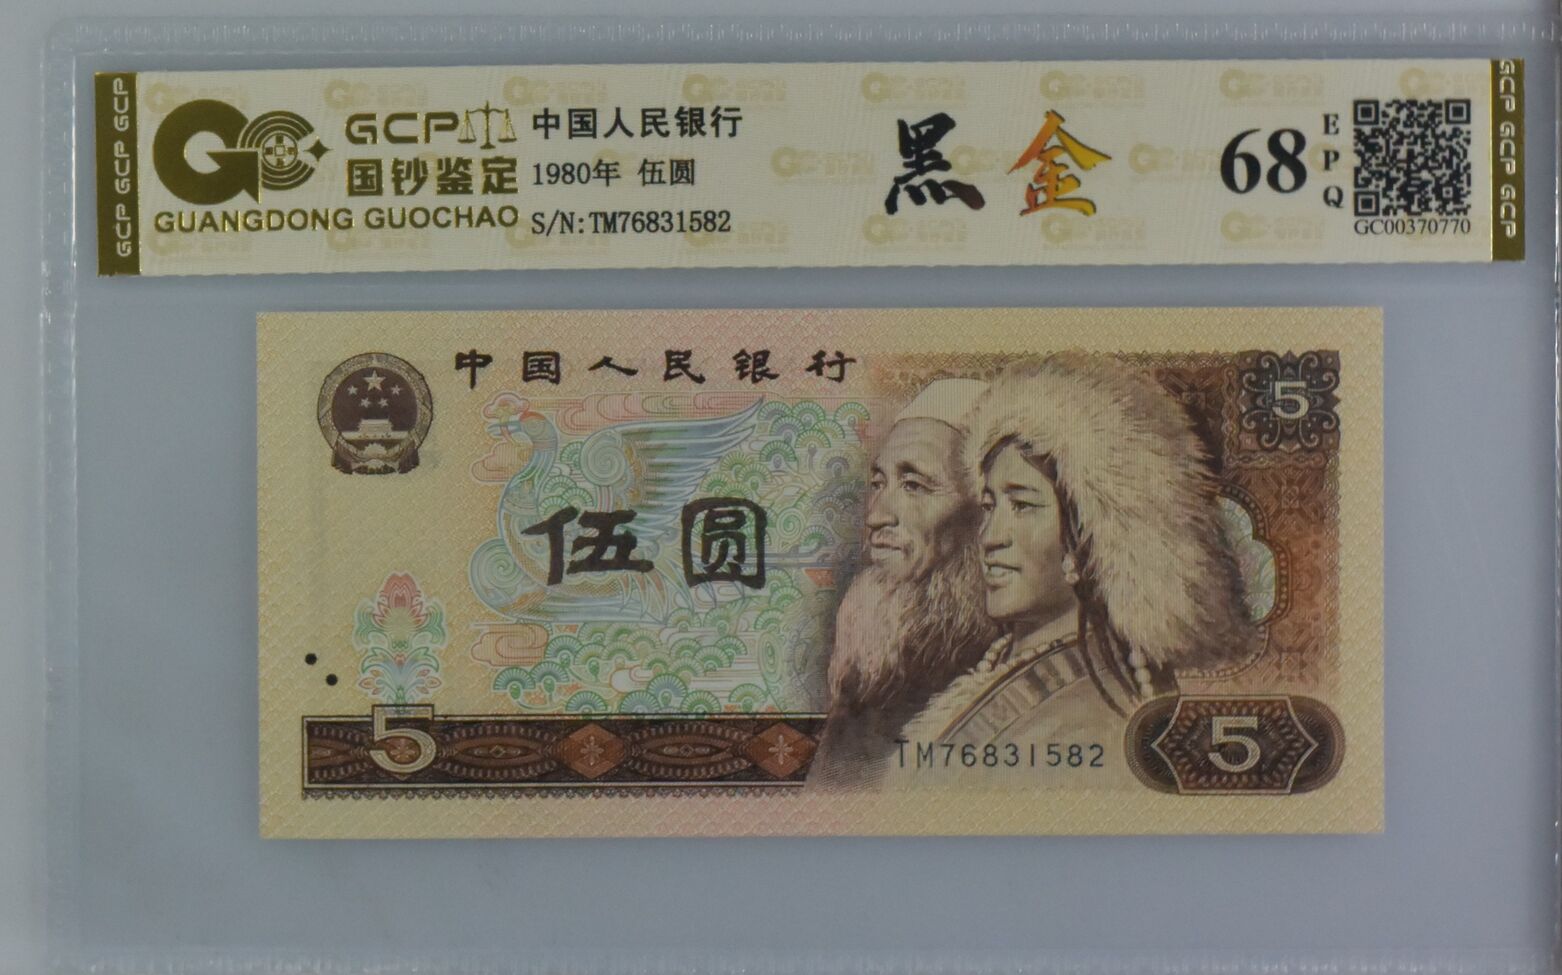 GCP GCP GCP
GCP
国钞鉴定
GUANGDONG GUOCHAO
中国人民银行
1980年 伍圆
S/N:TM76831582
黑金
68
EPQ
GC00370770
GCP GCP GCP
中国人民银行
5
伍圆
5
TM76831582
5